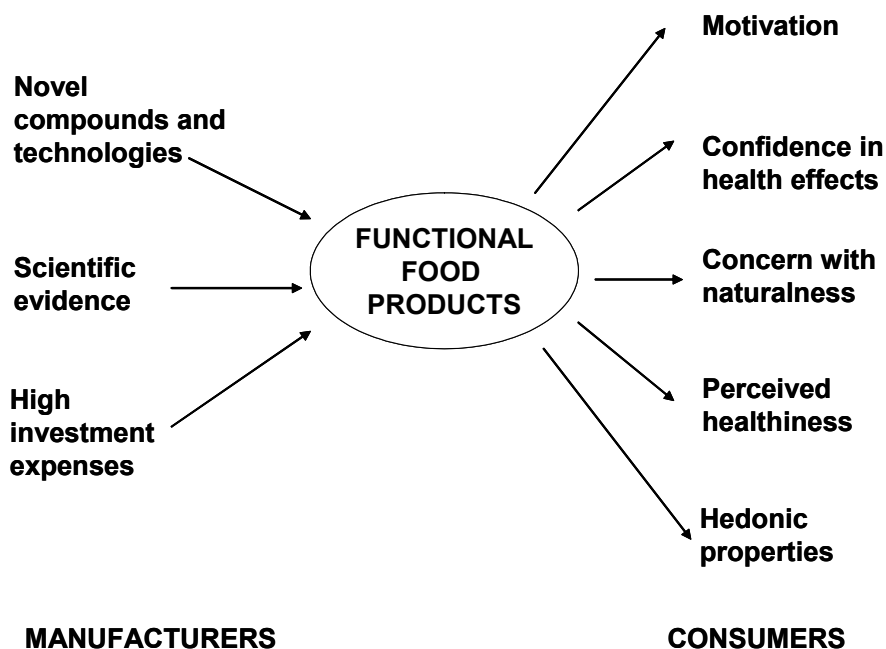 Novel
compounds and
technologies
Scientific
evidence
High
investment
expenses
MANUFACTURERS
FUNCTIONAL
FOOD
PRODUCTS
Motivation
Confidence in
health effects
Concern with
naturalness
Perceived
healthiness
Hedonic
properties
CONSUMERS